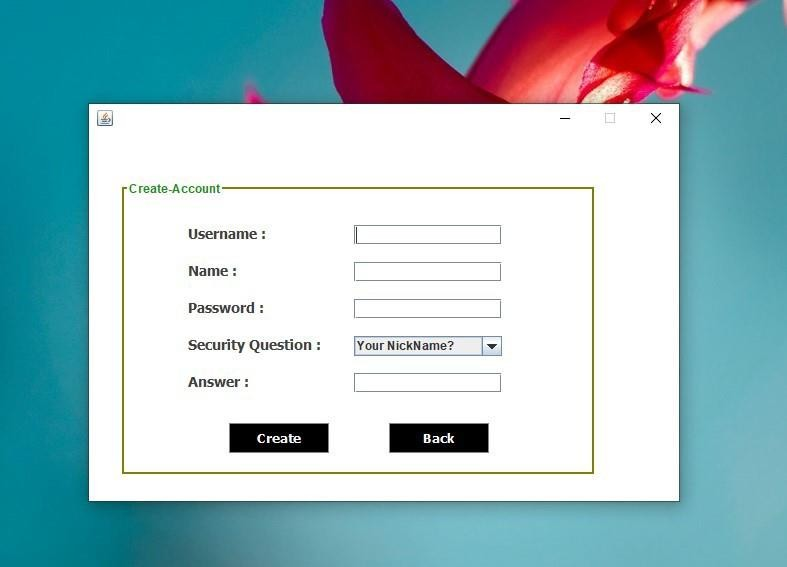 Create-Account
Username :
Name :
Password :
Security Question : Your NickName?
Answer :
Create Back